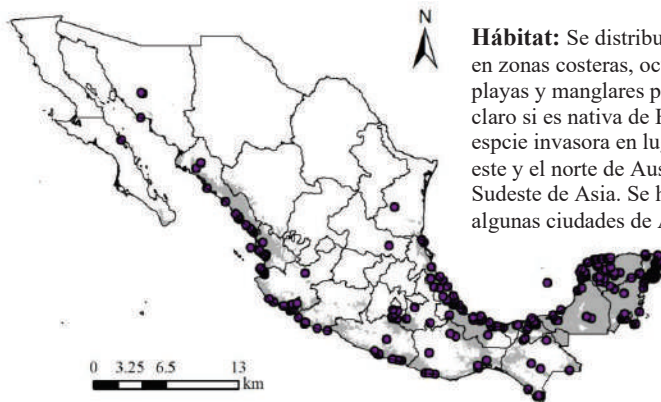 N
Hábitat: Se distribu
en zonas costeras, oc
playas y manglares p
claro si es nativa de
espcie invasora en lu
este y el norte de Aus
Sudeste de Asia. Se h
algunas ciudades de A
0 3.25 6.5 13
km